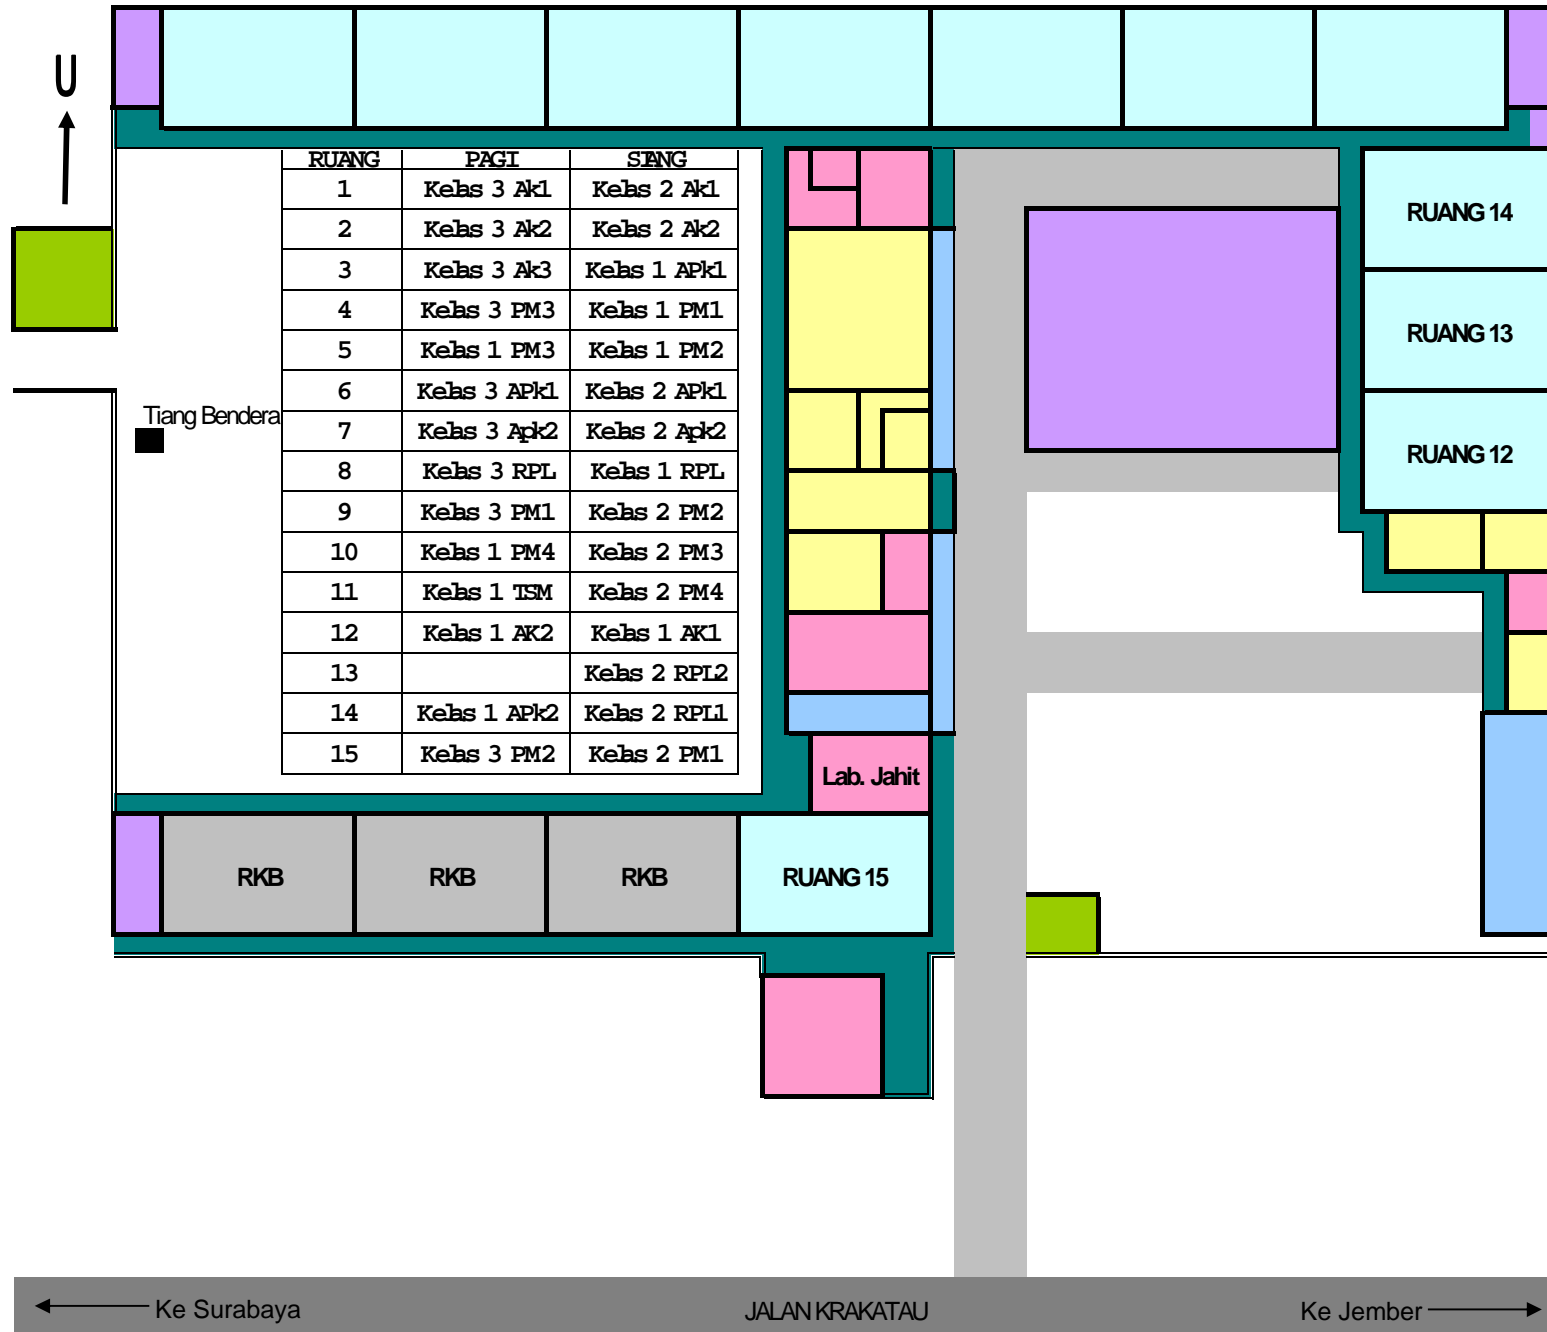 U
RUANG PAGI SIANG
1 Kelas 3 Ak1 Kelas 2 Ak1
RUANG 14
2 Kelas 3 Ak2 Kelas 2 Ak2
3 Kelas 3 Ak3 Kelas 1 APk1
4 Kelas 3 PM3 Kelas 1 PM1
RUANG 13
5 Kelas 1 PM3 Kelas 1 PM2
6 Kelas 3 APk1 Kelas 2 APk1
Tiang Bendera
7 Kelas 3 Apk2 Kelas 2 Apk2
RUANG 12
8 Kelas 3 RPL Kelas 1 RPL
9 Kelas 3 PM1 Kelas 2 PM2
10 Kelas 1 PM4 Kelas 2 PM3
11 Kelas 1 TSM Kelas 2 PM4
12 Kelas 1 AK2 Kelas 1 AK1
13 Kelas 2 RPL2
14 Kelas 1 APk2 Kelas 2 RPL1
15 Kelas 3 PM2 Kelas 2 PM1
Lab. Jahit
RKB RKB RKB RUANG 15
Ke Surabaya JALAN KRAKATAU Ke Jember